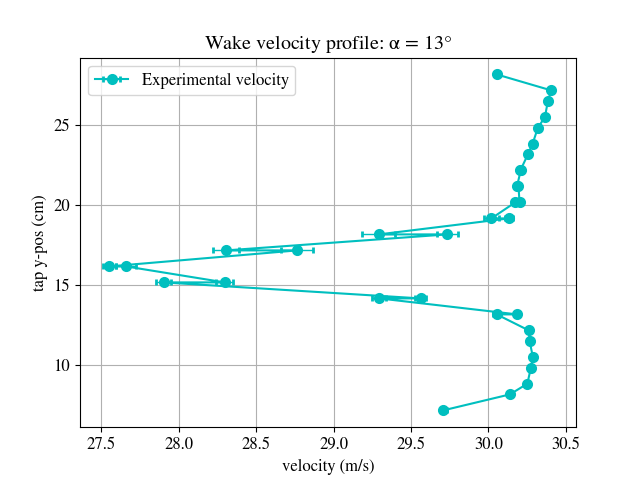 Wake velocity profile: α = 13°
Experimental velocity
25
20
15
10
tap y-pos (cm)
27.5 28.0 28.5 29.0 29.5 30.0 30.5
velocity (m/s)